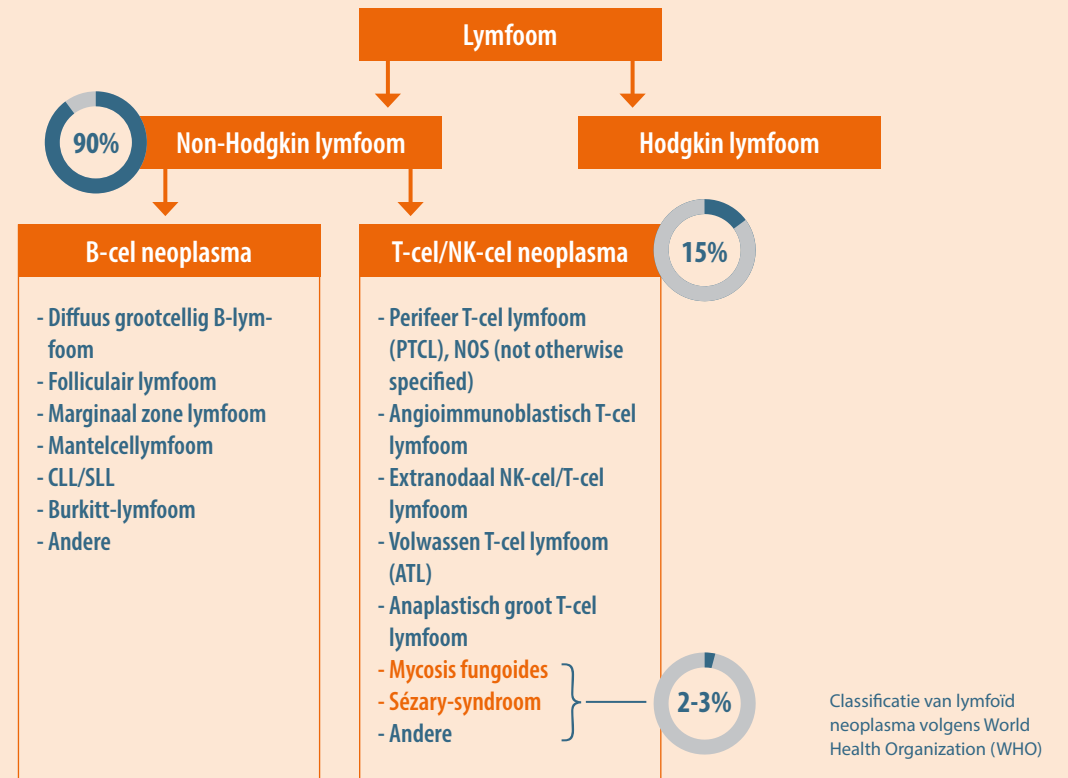 Lymfoom
90%
Non-Hodgkin lymfoom
Hodgkin lymfoom
B-cel neoplasma
- Diffuus grootcellig B-lym-
foom
- Folliculair lymfoom
- Marginaal zone lymfoom
- Mantelcellymfoom
- CLL/SLL
- Burkitt-lymfoom
- Andere
T-cel/NK-cel neoplasma
15%
- Perifeer T-cel lymfoom
(PTCL), NOS (not otherwise
specified)
- Angioimmunoblastisch T-cel
lymfoom
- Extranodaal NK-cel/T-cel
lymfoom
- Volwassen T-cel lymfoom
(ATL)
- Anaplastisch groot T-cel
lymfoom
- Mycosis fungoides
- Sézary-syndroom
- Andere
2-3%
Classificatie van lymfoïd
neoplasma volgens World
Health Organization (WHO)